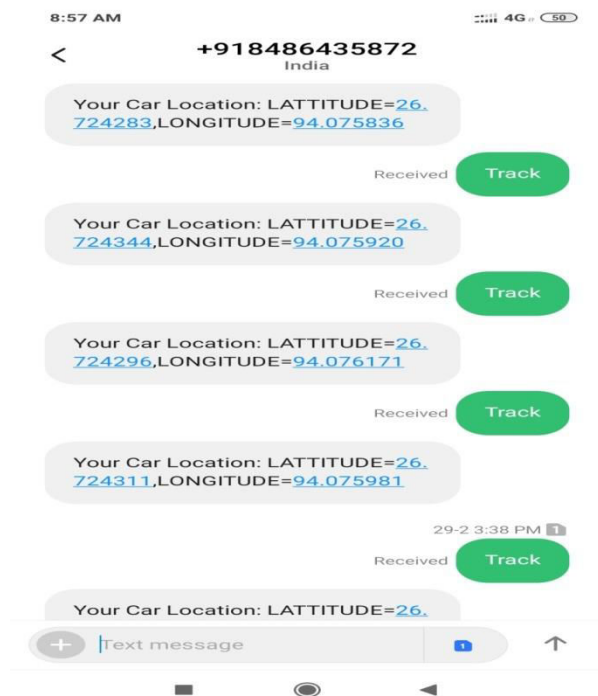 8:57 AM 4G 50
+918486435872
India
Your Car Location: LATTITUDE=26.
724283,LONGITUDE=94.075836
Received Track
Your Car Location: LATTITUDE=26.
724344,LONGITUDE=94.075920
Received Track
Your Car Location: LATTITUDE=26.
724296,LONGITUDE=94.076171
Received Track
Your Car Location: LATTITUDE=26.
724311,LONGITUDE=94.075981
29-2 3:38 PM 1
Received Track
Your Car Location: LATTITUDE=26.
Text message 1